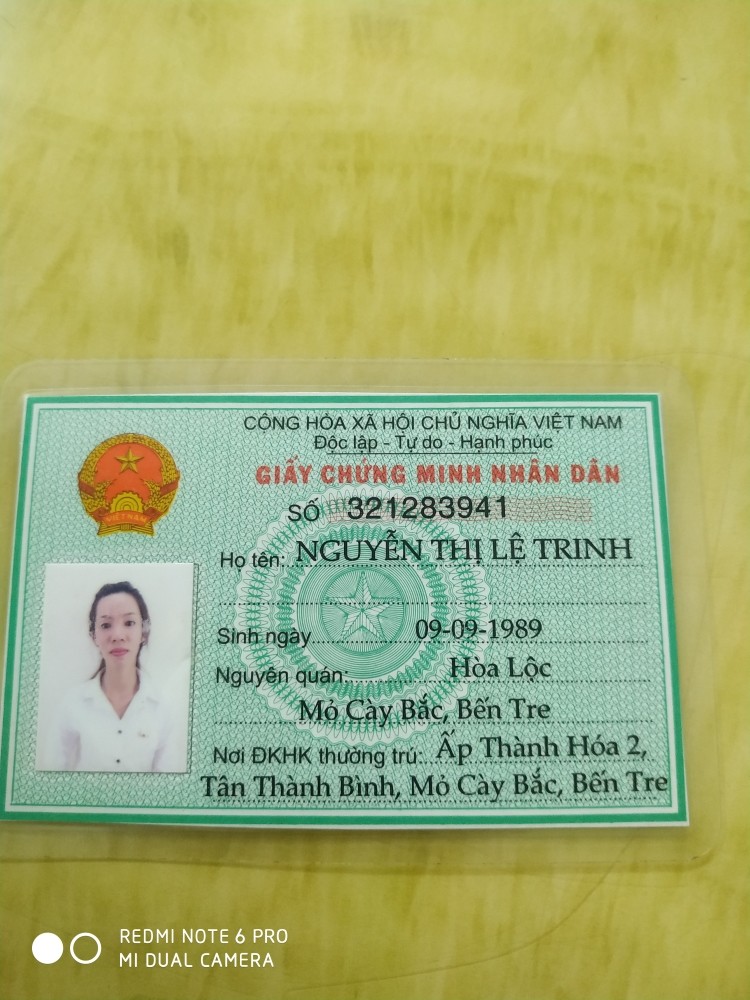 CỘNG HÒA XÃ HỘI CHỦ NGHĨA VIỆT NAM
Độc lập - Tự do - Hạnh phúc
GIẤY CHỨNG MINH NHÂN DÂN
SỐ 321283941
Họ tên: NGUYỄN THỊ LỆ TRINH
Sinh ngày 09-09-1989
Nguyên quán: Hòa Lộc
Mỏ Cày Bắc, Bến Tre
Nơi ĐKHK thường trú: Ấp Thành Hóa 2,
Tân Thành Bình, Mỏ Cày Bắc, Bến Tre
VIỆT NAM
REDMI NOTE 6 PRO
MI DUAL CAMERA